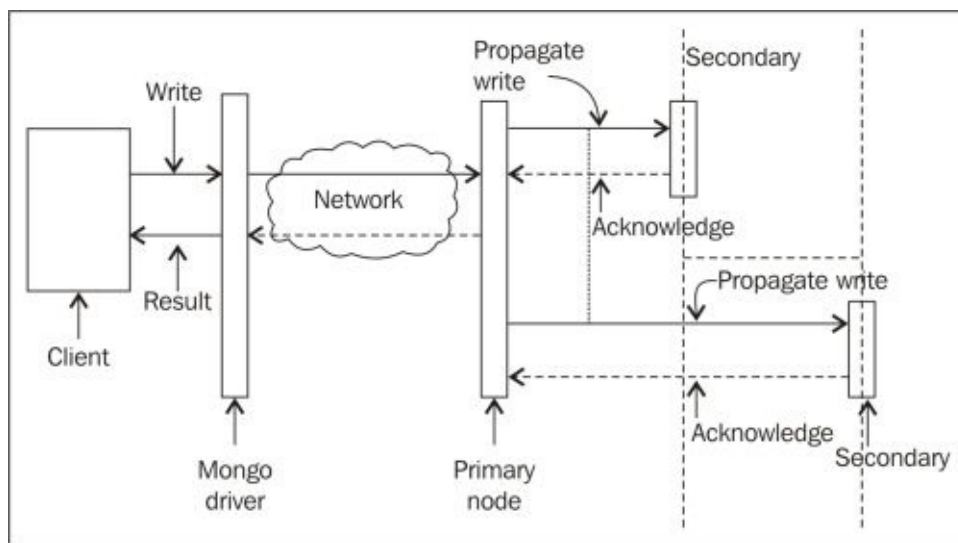 Propagate
write
Secondary
Write
Network
Acknowledge
Propagate write
Result
Client
Acknowledge
Secondary
Mongo
driver
Primary
node